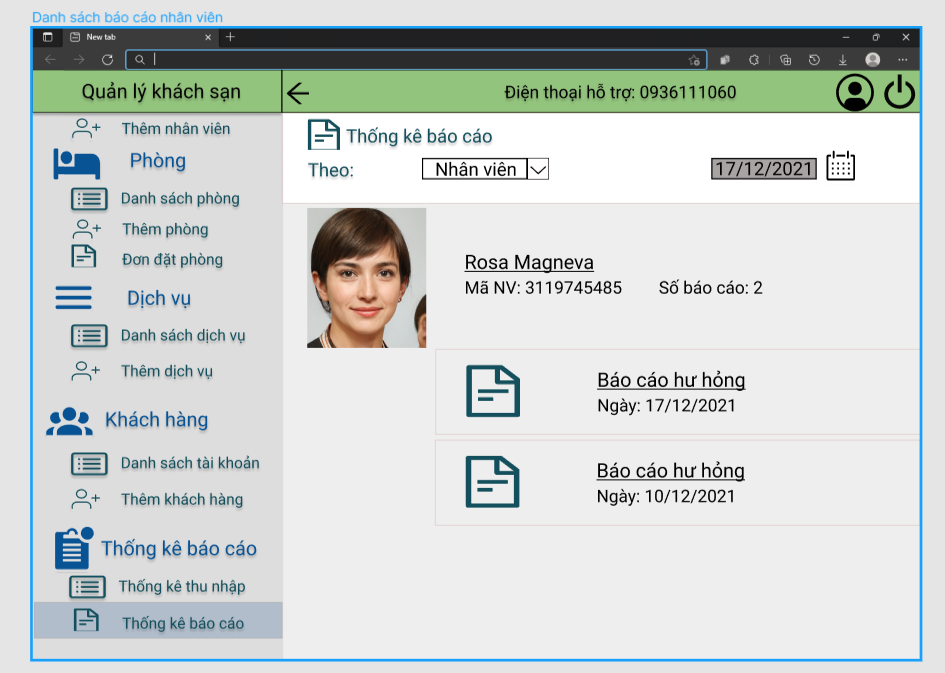 Danh sách báo cáo nhân viên
New tab
Quản lý khách sạn
Điện thoại hỗ trợ: 0936111060
Thêm nhân viên
Phòng
Danh sách phòng
Thêm phòng
Đơn đặt phòng
Dịch vụ
Danh sách dịch vụ
Thêm dịch vụ
Khách hàng
Danh sách tài khoản
Thêm khách hàng
Thống kê báo cáo
Thống kê thu nhập
Thống kê báo cáo
Thống kê báo cáo
Theo:
Nhân viên
17/12/2021
Rosa Magneva
Mã NV: 3119745485
Số báo cáo: 2
Báo cáo hư hỏng
Ngày: 17/12/2021
Báo cáo hư hỏng
Ngày: 10/12/2021